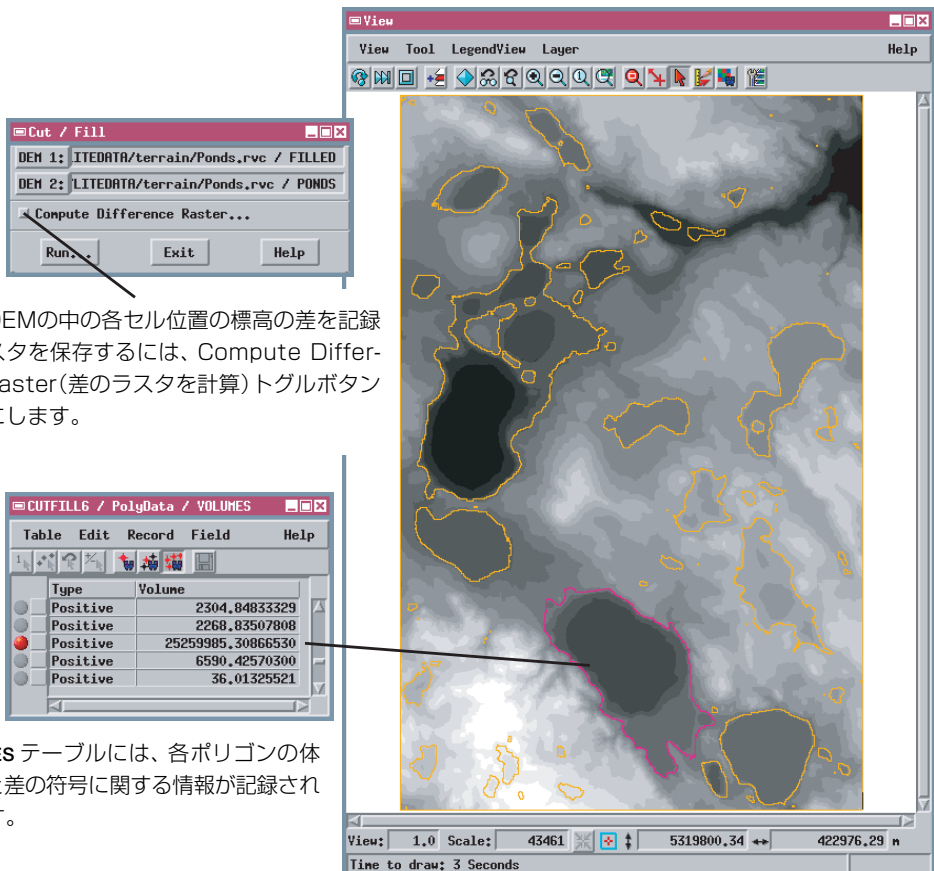 View
View Tool LegendView Layer Help
Cut / Fill
DEM 1: ITEDATA/terrain/Ponds.rvc / FILLED
DEM 2: LITEDATA/terrain/Ponds.rvc / PONDS
Compute Difference Raster...
Run... Exit Help
DEMの中の各セル位置の標高の差を記録
スタを保存するには、Compute Differ-
aster（差のラスタを計算）トグルボタン
にします。
CUTFILL6 / PolyData / VOLUMES
Table Edit Record Field Help
Type Volume
Positive 2304.84833329
Positive 2268.83507808
Positive 25259985.30866530
Positive 6590.42570300
Positive 36.01325521
ES テーブルには、各ポリゴンの体
と差の符号に関する情報が記録され
す。
View: 1.0 Scale: 43461 5319800.34 422976.29 m
Time to draw: 3 Seconds